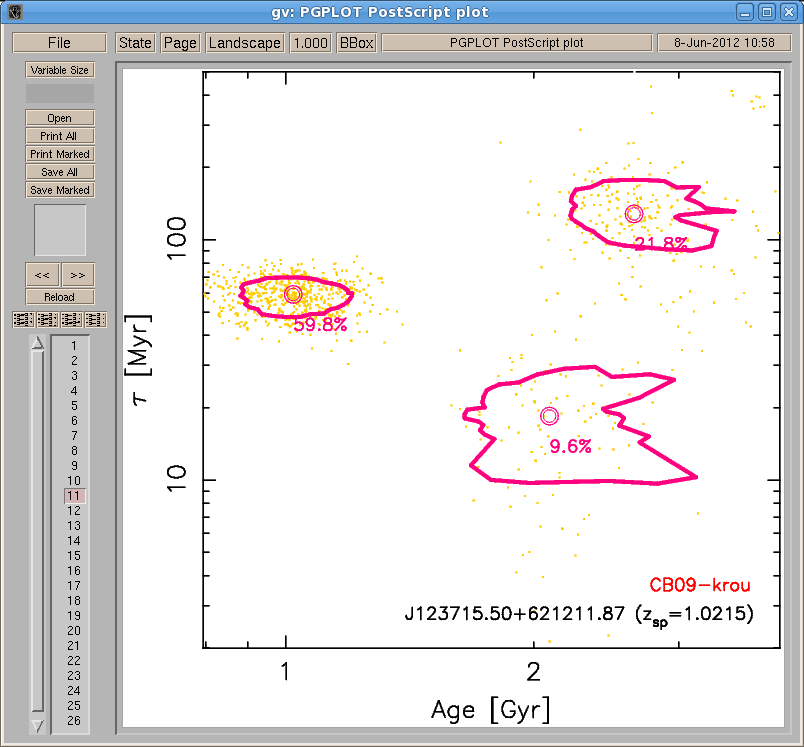 gv: PGPLOT PostScript plot
File
State
Page
Landscape
1.000
BBox
PGPLOT PostScript plot
8-Jun-2012 10:58
Variable Size
Open
Print All
Print Marked
Save All
Save Marked
<<
>>
Reload
1
2
3
4
5
6
7
8
9
10
11
12
13
14
15
16
17
18
19
20
21
22
23
24
25
26
100
10
τ [Myr]
21.8%
59.8%
9.6%
CB09-krou
J123715.50+621211.87 (zsp=1.0215)
1
2
Age [Gyr]